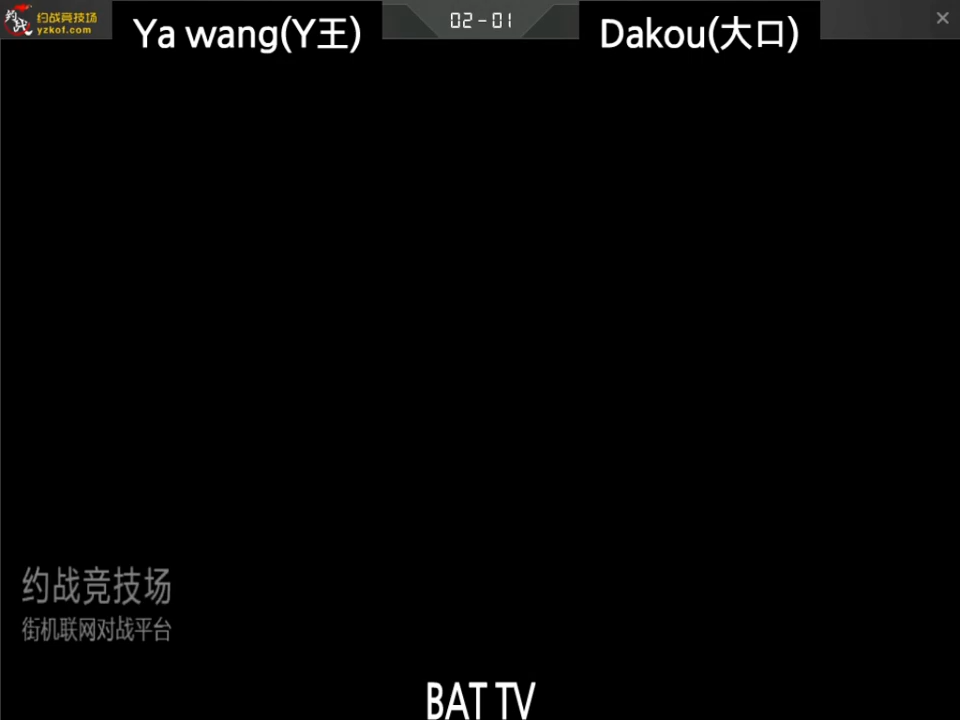 约战竞技场
yzkof.com
Ya wang(Y王)
02-01
Dakou(大口)
约战竞技场
街机联网对战平台
BAT TV